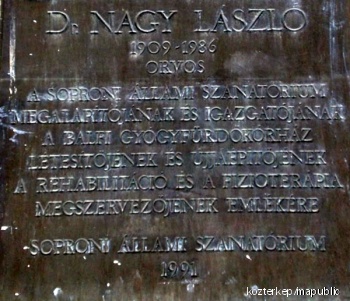 Dr NAGY LÁSZLÓ
1909-1986
ORVOS
A SOPRONI ÁLLAMI SZANATÓRIUM
MEGALAPÍTÓJÁNAK ÉS IGAZGATÓJÁNAK
A BALFI GYÓGYFÜRDŐKÓRHÁZ
LÉTESÍTŐJÉNEK ÉS ÚJJÁÉPÍTŐJÉNEK
A REHABILITÁCIÓ ÉS A FIZIOTERÁPIA
MEGSZERVEZŐJÉNEK EMLÉKÉRE
SOPRONI ÁLLAMI SZANATÓRIUM
1991
kozterkep/mapublic